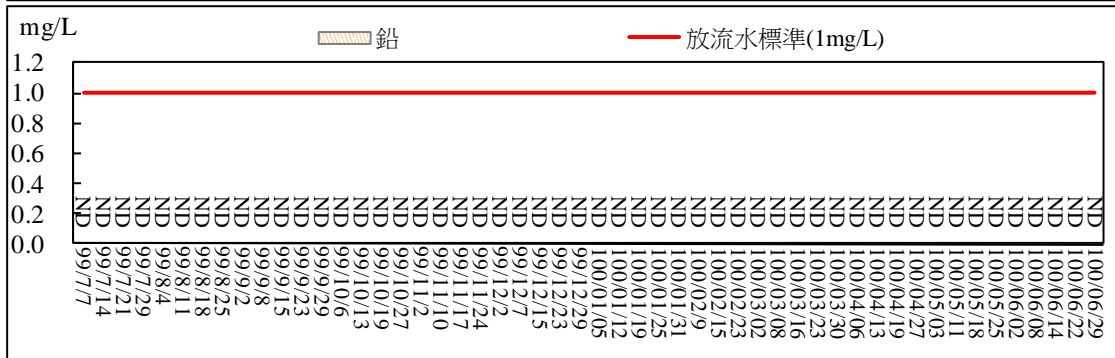 mg/L
鉛 放流水標準(1mg/L)
1.2
1.0
0.8
0.6
0.4
0.2
0.0
ND ND ND ND ND ND ND ND ND ND ND ND ND ND ND ND ND ND ND ND ND ND ND ND ND ND ND ND ND ND ND ND ND ND ND ND ND ND ND ND ND ND ND ND ND ND ND ND ND ND ND ND
99/7/7 99/7/14 99/7/21 99/7/29 99/8/4 99/8/11 99/8/18 99/8/25 99/9/2 99/9/8 99/9/15 99/9/23 99/9/29 99/10/6 99/10/13 99/10/19 99/10/27 99/11/2 99/11/10 99/11/17 99/11/24 99/12/2 99/12/7 99/12/15 99/12/23 99/12/29 100/01/05 100/01/12 100/01/19 100/01/25 100/01/31 100/02/9 100/02/15 100/02/23 100/03/02 100/03/08 100/03/16 100/03/23 100/03/30 100/04/06 100/04/13 100/04/19 100/04/27 100/05/03 100/05/11 100/05/18 100/05/25 100/06/02 100/06/08 100/06/14 100/06/22 100/06/29